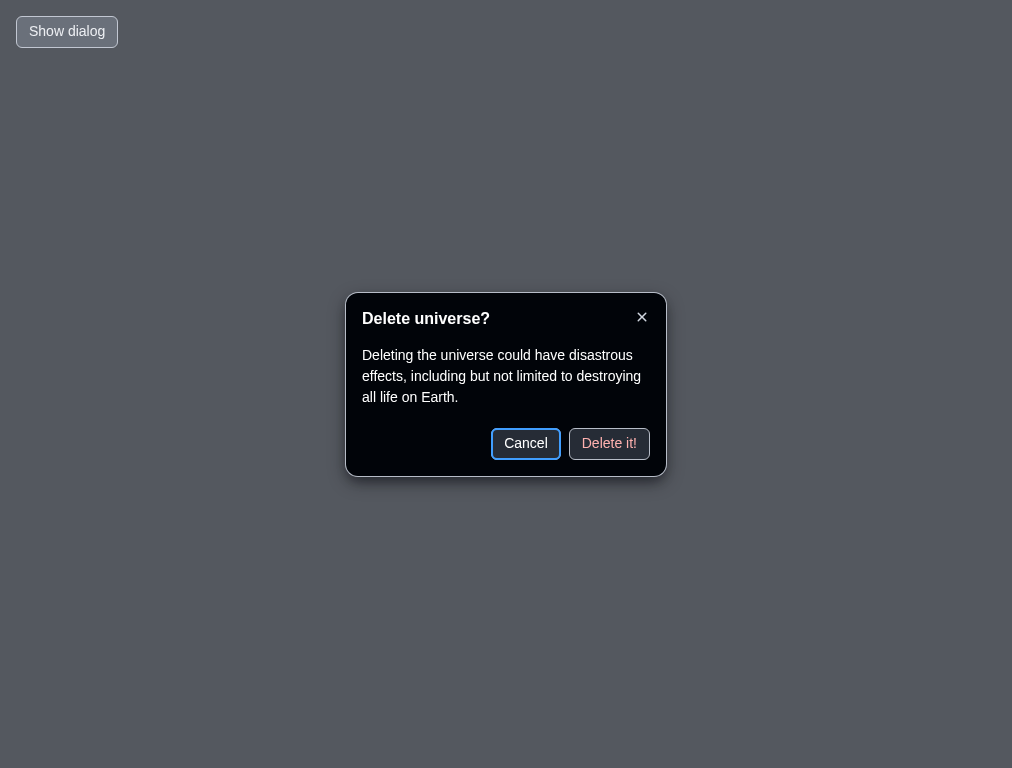 Show dialog
Delete universe?
Deleting the universe could have disastrous
effects, including but not limited to destroying
all life on Earth.
Cancel Delete it!